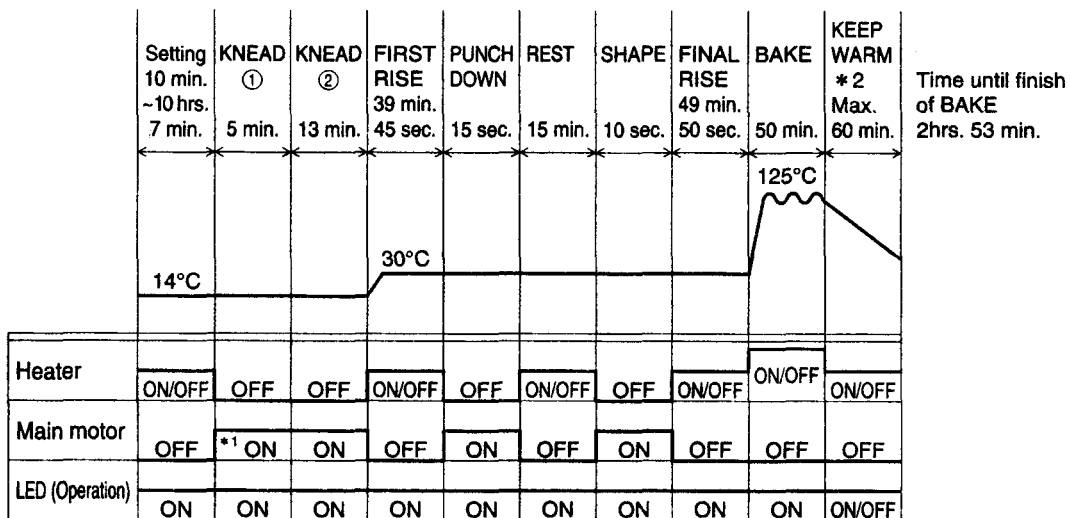 Setting
10 min.
~10 hrs.
7 min.
KNEAD
①
5 min.
KNEAD
②
13 min.
FIRST
RISE
39 min.
45 sec.
PUNCH
DOWN
15 sec.
REST
15 min.
SHAPE
10 sec.
FINAL
RISE
49 min.
50 sec.
BAKE
50 min.
KEEP
WARM
*2
Max.
60 min.
Time until finish
of BAKE
2hrs. 53 min.
125°C
30°C
14°C
Heater
ON/OFF OFF OFF ON/OFF OFF ON/OFF OFF ON/OFF ON/OFF ON/OFF
Main motor
OFF *1 ON ON OFF ON OFF ON OFF OFF OFF
LED (Operation)
ON ON ON ON ON ON ON ON ON ON/OFF